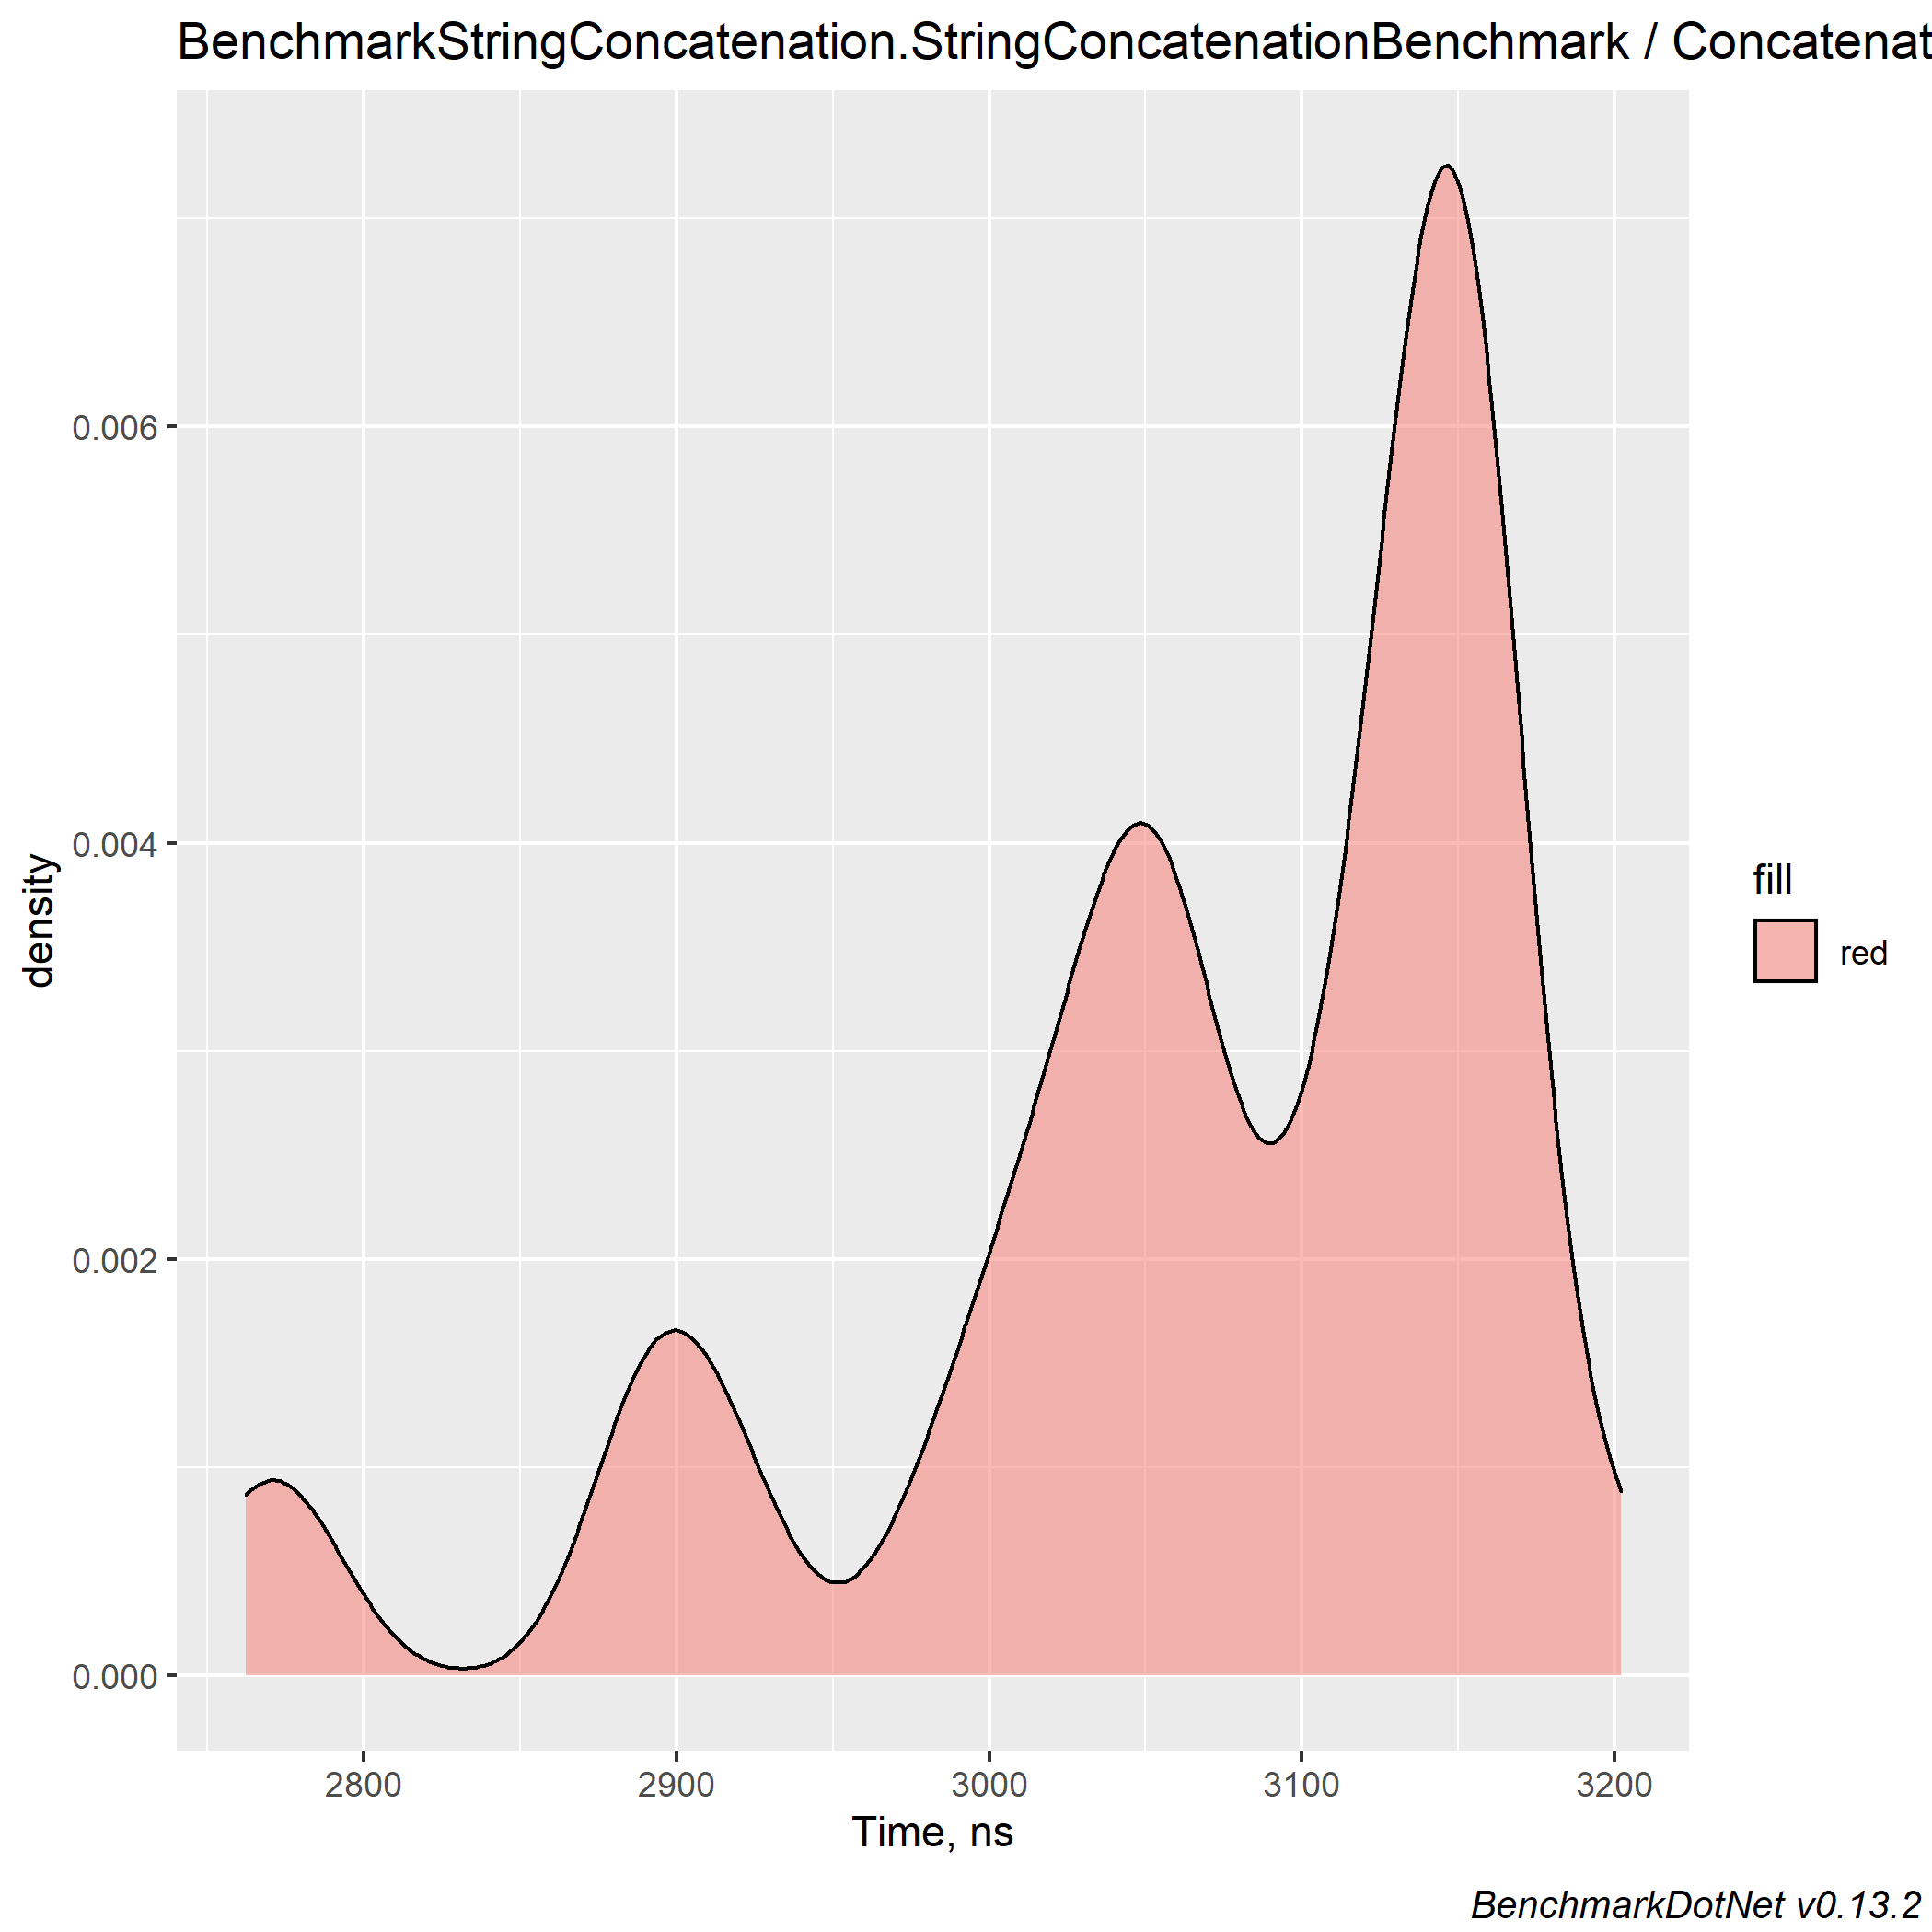 BenchmarkStringConcatenation.StringConcatenationBenchmark / Concatenat
0.006
0.004
0.002
0.000
density
2800 2900 3000 3100 3200
Time, ns
fill
red
BenchmarkDotNet v0.13.2